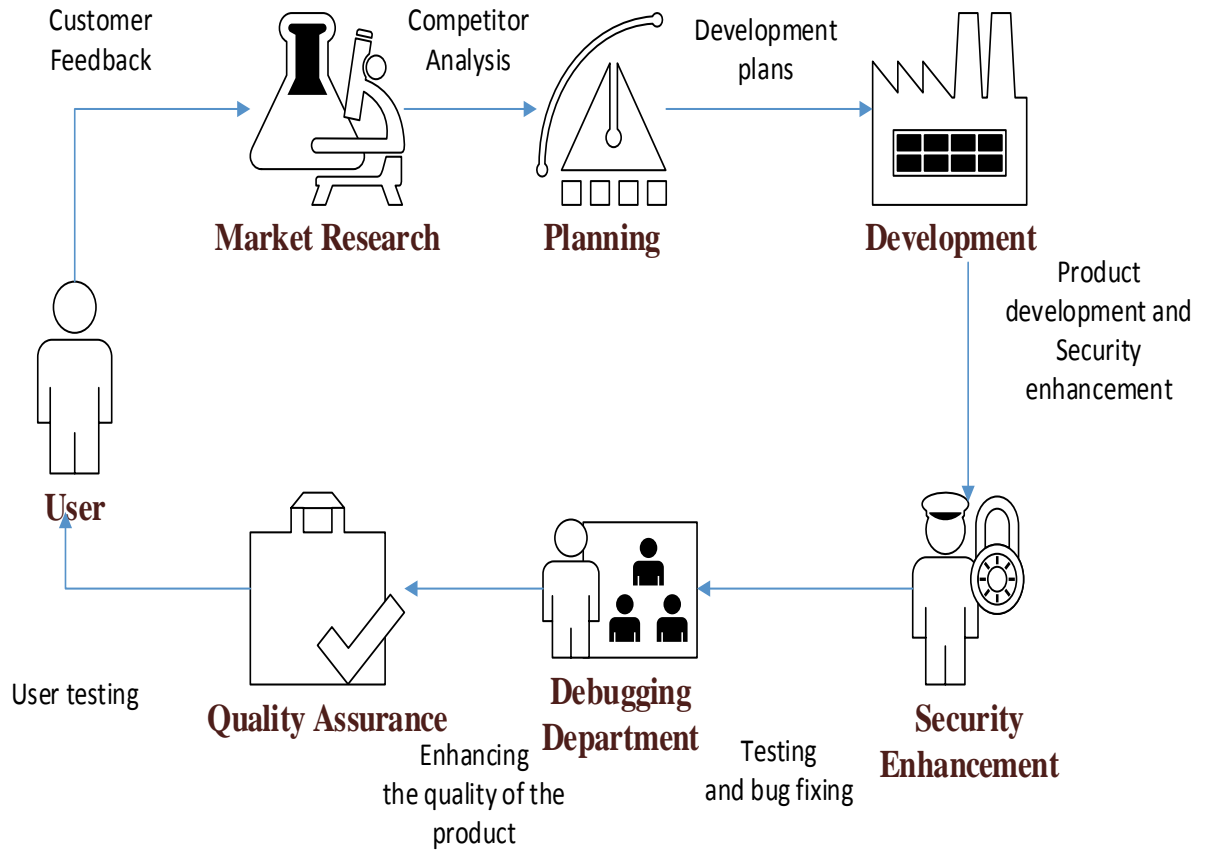 Customer
Feedback
Competitor
Analysis
Development
plans
Market Research
Planning
Development
Product
development and
Security
enhancement
User
User testing
Quality Assurance
Enhancing
the quality of the
product
Debugging
Department
Testing
and bug fixing
Security
Enhancement